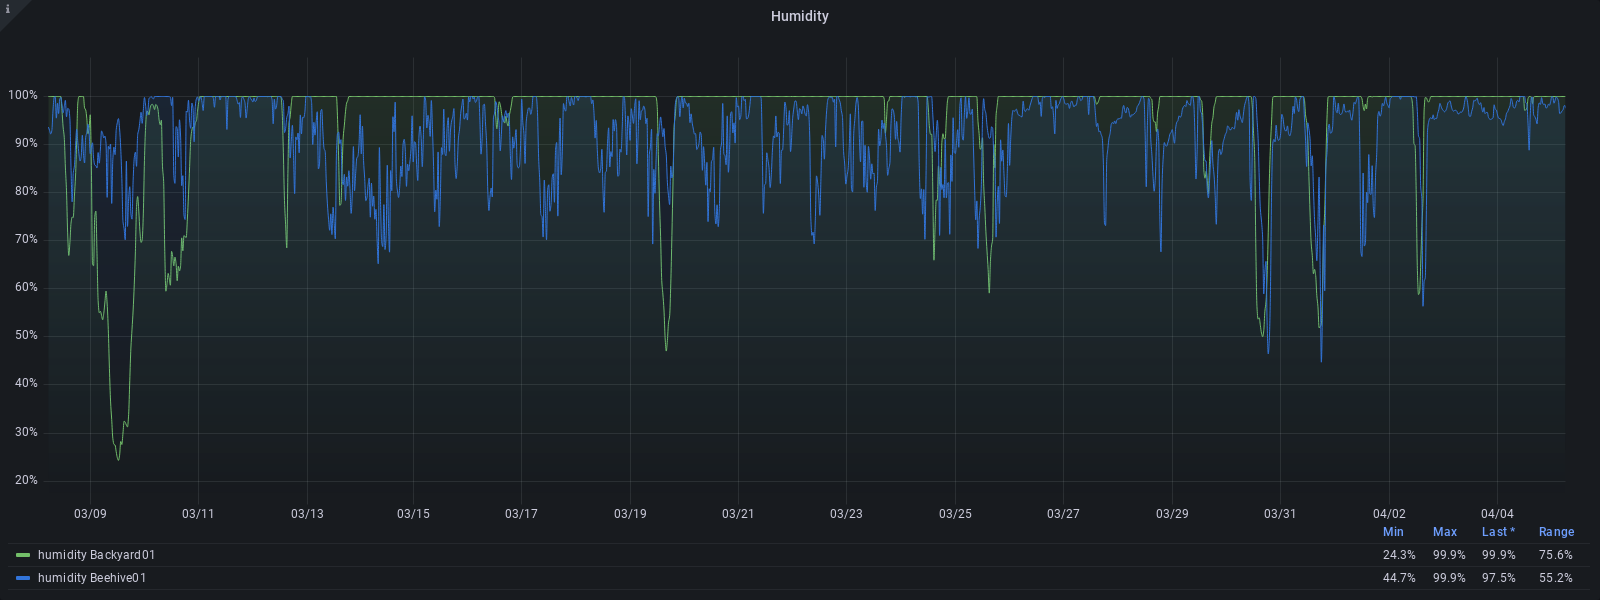 i
Humidity
100%
90%
80%
70%
60%
50%
40%
30%
20%
03/09 03/11 03/13 03/15 03/17 03/19 03/21 03/23 03/25 03/27 03/29 03/31 04/02 04/04
Min Max Last * Range
humidity Backyard01 24.3% 99.9% 99.9% 75.6%
humidity Beehive01 44.7% 99.9% 97.5% 55.2%